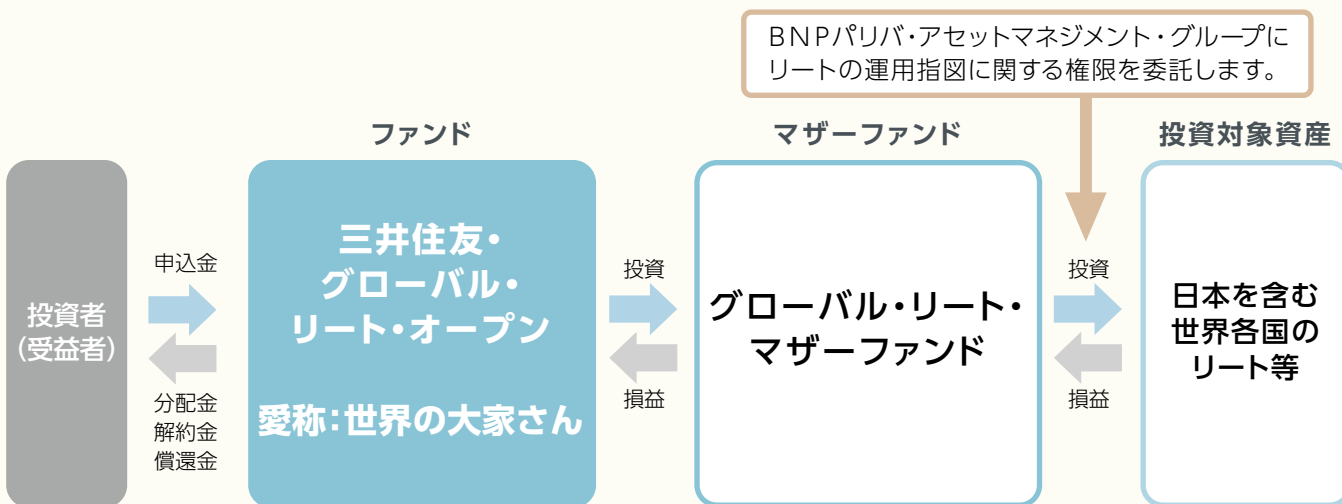 BNPパリバ・アセットマネジメント・グループに
リートの運用指図に関する権限を委託します。
ファンド
マザーファンド
投資対象資産
投資者
(受益者)
申込金
分配金
解約金
償還金
三井住友・
グローバル・
リート・オープン
愛称:世界の大家さん
投資
損益
グローバル・リート・
マザーファンド
投資
損益
日本を含む
世界各国の
リート等